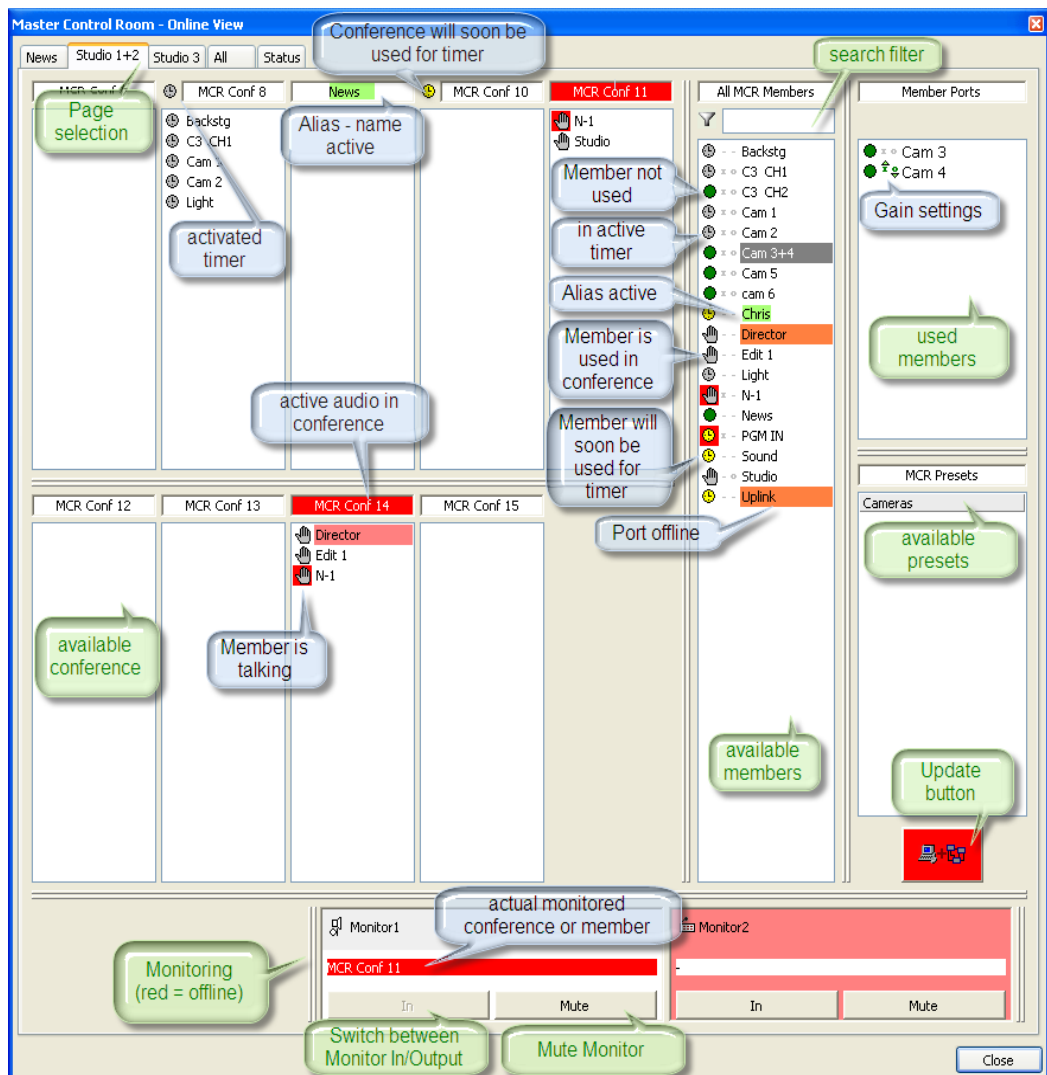 Master Control Room - Online View
Conference will soon be
used for timer
News
Studio 1+2
Studio 3
All
Status
search filter
MCR Conf 8
News
MCR Conf 10
MCR Conf 11
All MCR Members
Member Ports
Page
selection
Backstg
C3 CH1
Cam 1
Cam 2
Light
Alias - name
active
N-1
Studio
activated
timer
Member not
used
in active
timer
Alias active
Member is
used in
conference
Member will
soon be
used for
timer
Port offline
Backstg
C3 CH1
C3 CH2
Cam 1
Cam 2
Cam 3+4
Cam 5
cam 6
Chris
Director
Edit 1
Light
N-1
News
PGM IN
Sound
Studio
Uplink
Cam 3
Cam 4
Gain settings
used
members
active audio in
conference
MCR Presets
Cameras
available
presets
MCR Conf 12
MCR Conf 13
MCR Conf 14
MCR Conf 15
Director
Edit 1
N-1
available
conference
Member is
talking
available
members
Update
button
actual monitored
conference or member
Monitor1
Monitor2
MCR Conf 11
-
Monitoring
(red = offline)
In
Mute
In
Mute
Switch between
Monitor In/Output
Mute Monitor
Close